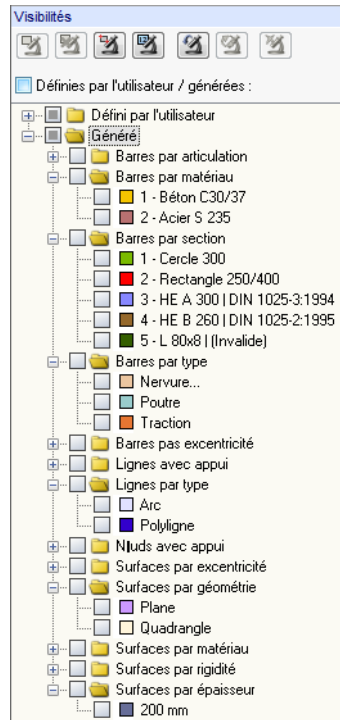 Visibilités
Définies par l'utilisateur / générées :
Défini par l'utilisateur
Généré
Barres par articulation
Barres par matériau
1 - Béton C30/37
2 - Acier S 235
Barres par section
1 - Cercle 300
2 - Rectangle 250/400
3 - HE A 300 | DIN 1025-3:1994
4 - HE B 260 | DIN 1025-2:1995
5 - L 80x8 | (Invalide)
Barres par type
Nervure...
Poutre
Traction
Barres pas excentricité
Lignes avec appui
Lignes par type
Arc
Polyligne
Nluds avec appui
Surfaces par excentricité
Surfaces par géométrie
Plane
Quadrangle
Surfaces par matériau
Surfaces par rigidité
Surfaces par épaisseur
200 mm